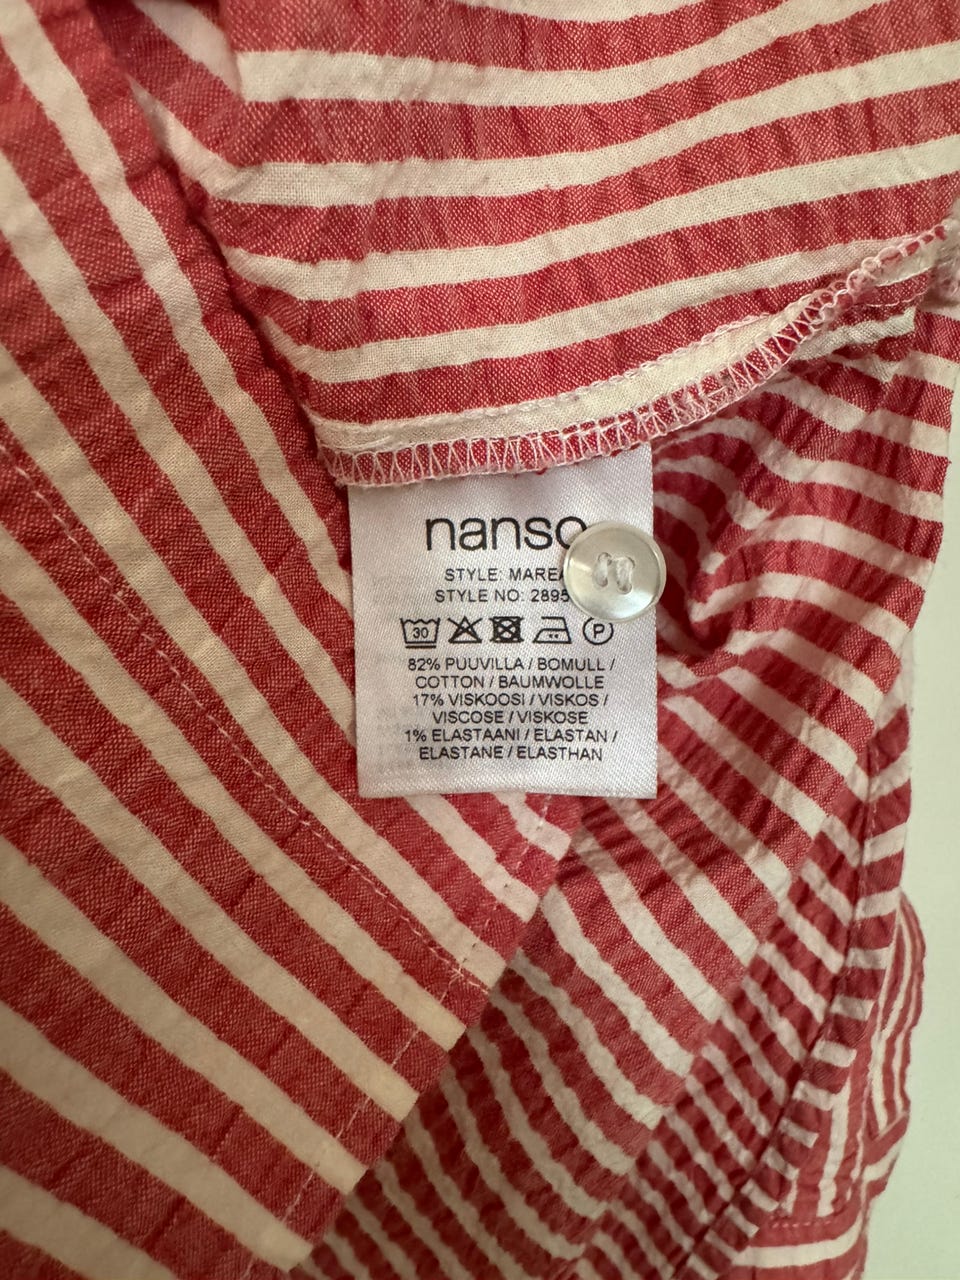 nanso
STYLE: MAREA
STYLE NO: 2895
30
P
82% PUUVILLA / BOMULL /
COTTON / BAUMWOLLE
17% VISKOOSI / VISKOS /
VISCOSE / VISKOSE
1% ELASTAANI / ELASTAN /
ELASTANE / ELASTHAN